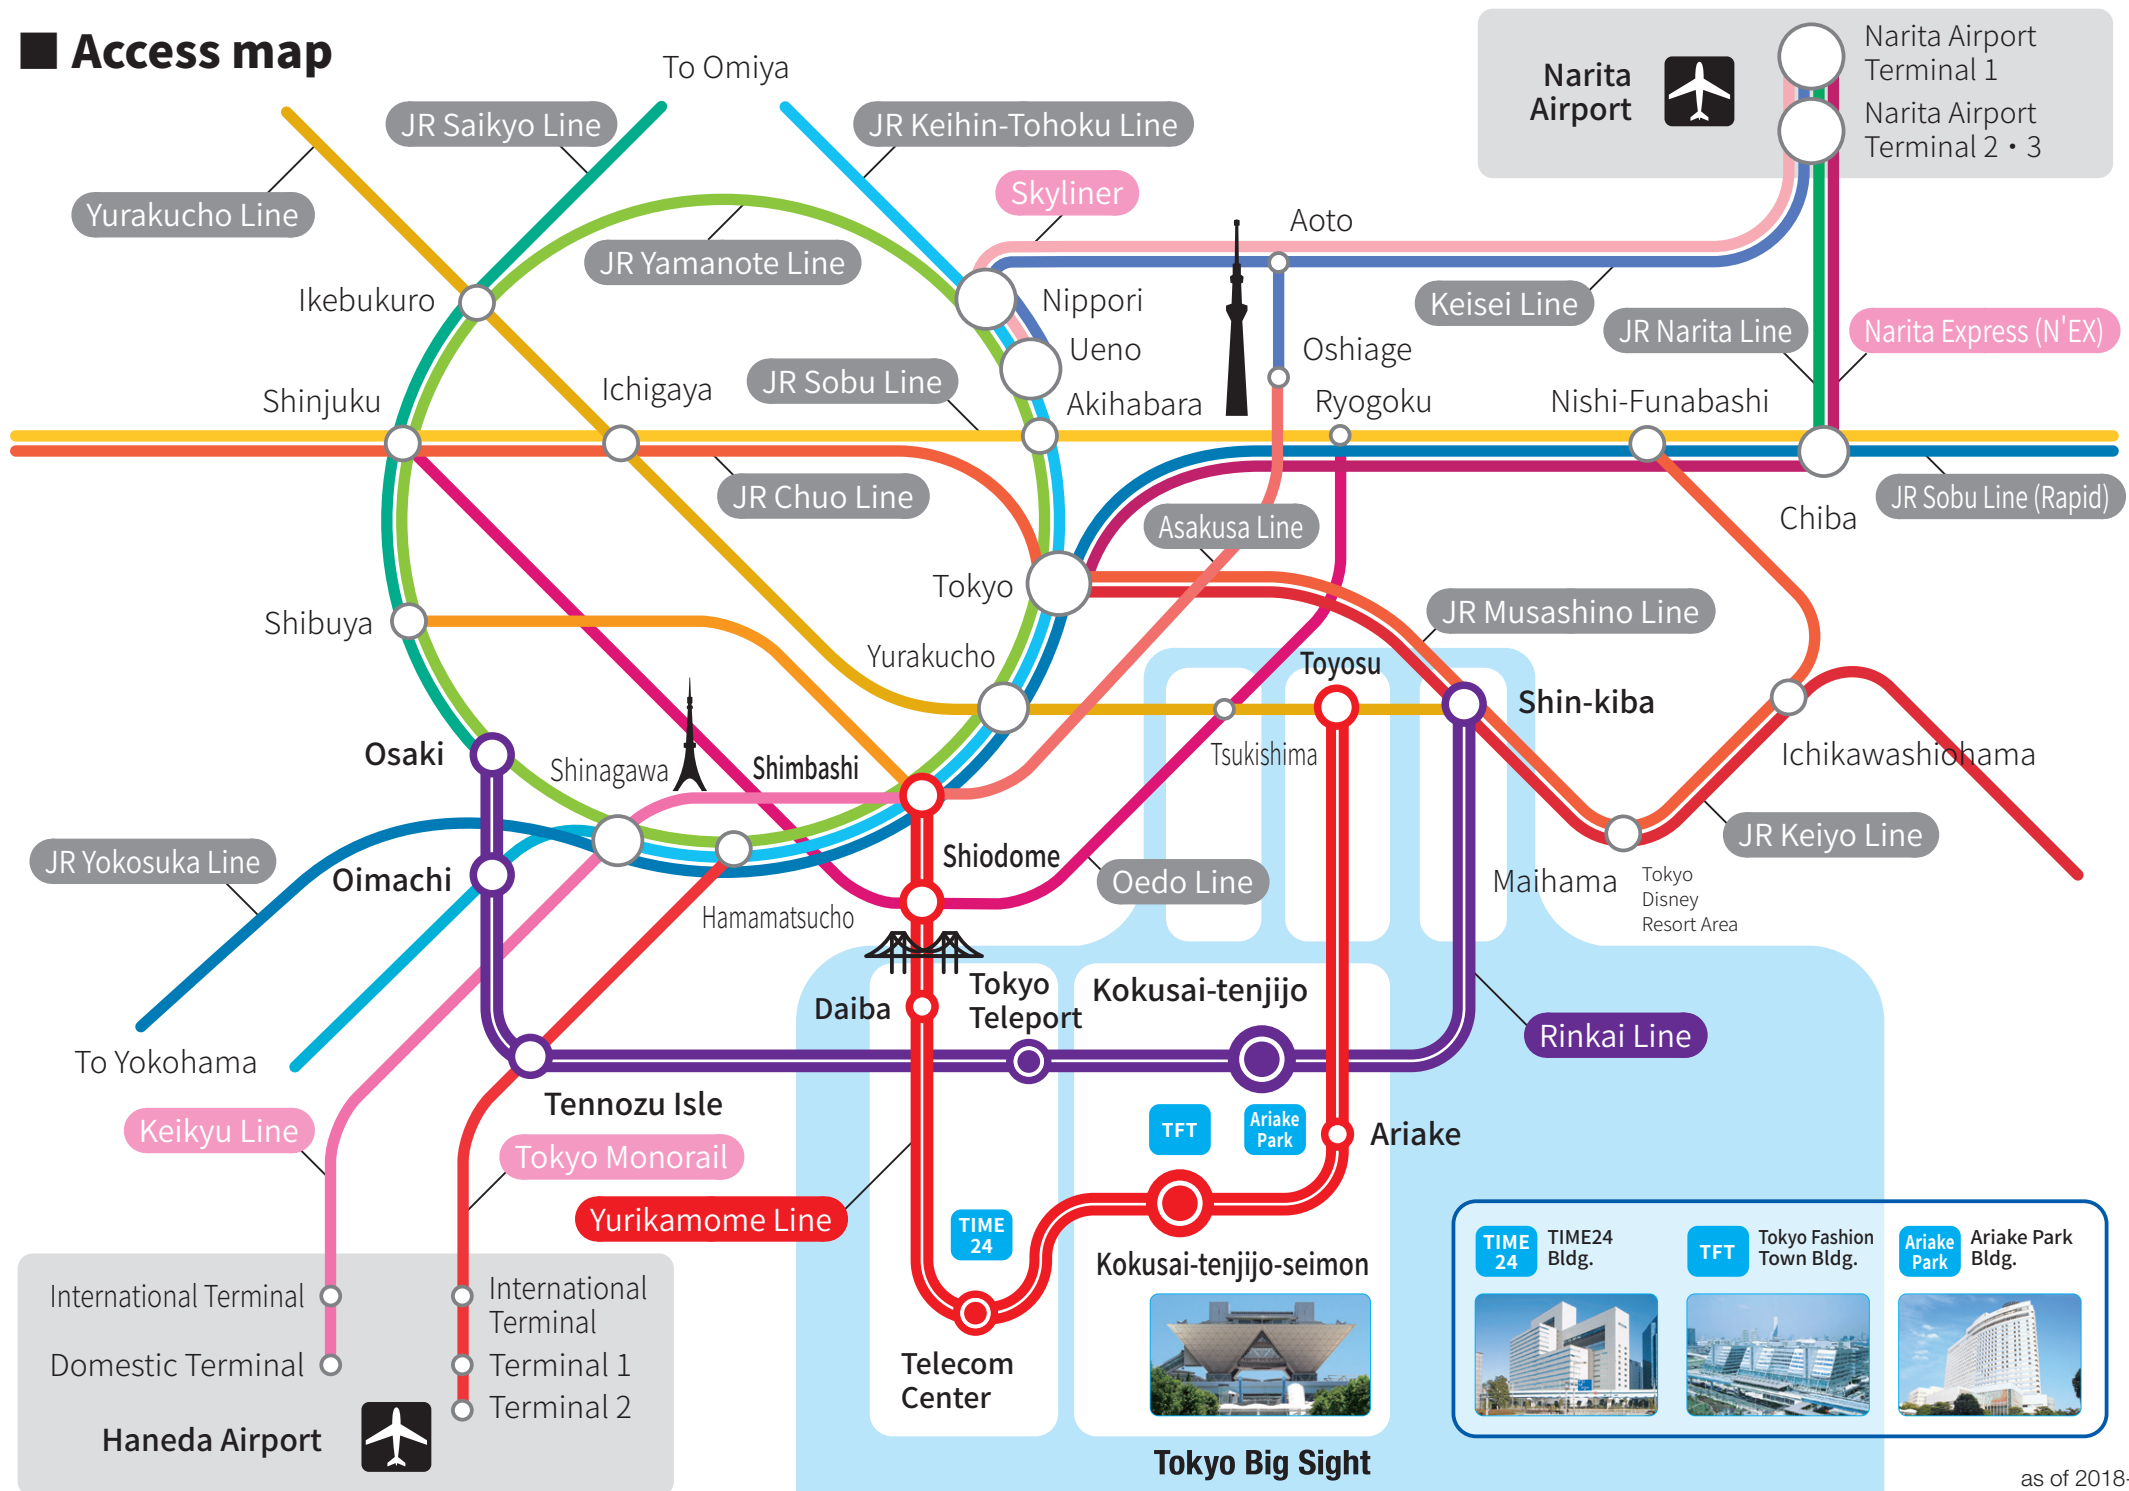 ■ Access map
To Omiya
JR Saikyo Line
JR Keihin-Tohoku Line
Yurakucho Line
Skyliner
JR Yamanote Line
Narita
Airport
Narita Airport
Terminal 1
Narita Airport
Terminal 2・3
Aoto
Ikebukuro
Nippori
Keisei Line
JR Narita Line
Narita Express (N'EX)
Ueno
Oshiage
JR Sobu Line
Ichigaya
Shinjuku
Akihabara
Ryogoku
Nishi-Funabashi
JR Chuo Line
JR Sobu Line (Rapid)
Asakusa Line
Chiba
Tokyo
JR Musashino Line
Shibuya
Yurakucho
Toyosu
Shin-kiba
Osaki
Shinagawa
Shimbashi
Tsukishima
Ichikawashiohama
JR Keiyo Line
JR Yokosuka Line
Oimachi
Shiodome
Oedo Line
Maihama
Tokyo
Disney
Resort Area
Hamamatsucho
Daiba
Tokyo
Teleport
Kokusai-tenjijo
Rinkai Line
To Yokohama
Tennozu Isle
Keikyu Line
Tokyo Monorail
TFT
Ariake
Park
Ariake
Yurikamome Line
TIME
24
Kokusai-tenjijo-seimon
Telecom
Center
Tokyo Big Sight
International Terminal
Domestic Terminal
International
Terminal
Terminal 1
Terminal 2
Haneda Airport
TIME
24
TIME24
Bldg.
TFT
Tokyo Fashion
Town Bldg.
Ariake
Park
Ariake Park
Bldg.
as of 2018-